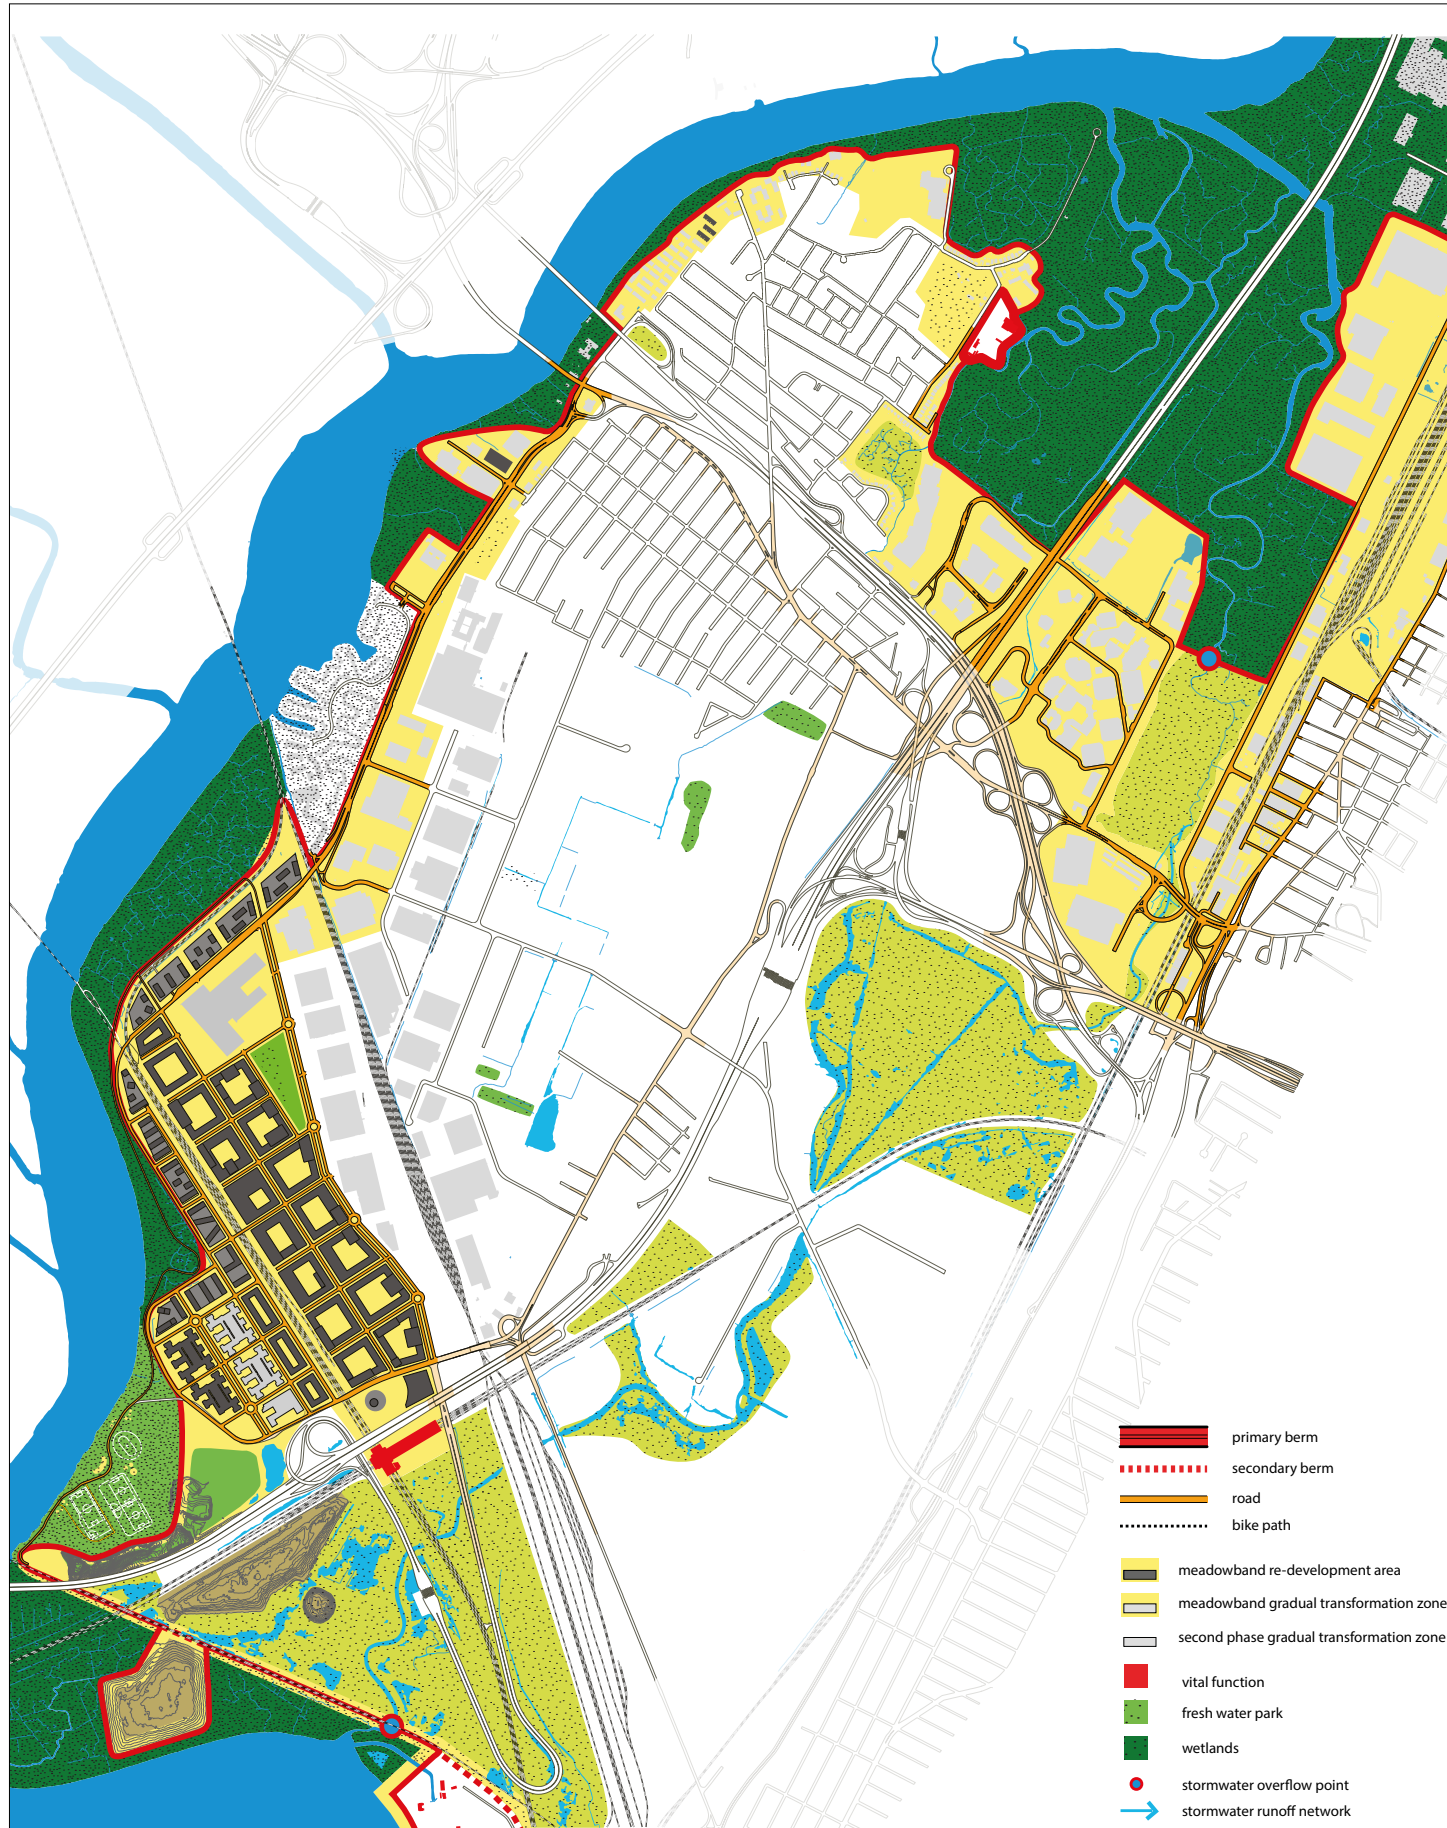 primary berm
secondary berm
road
bike path
meadowband re-development area
meadowband gradual transformation zone
second phase gradual transformation zone
vital function
fresh water park
wetlands
stormwater overflow point
stormwater runoff network